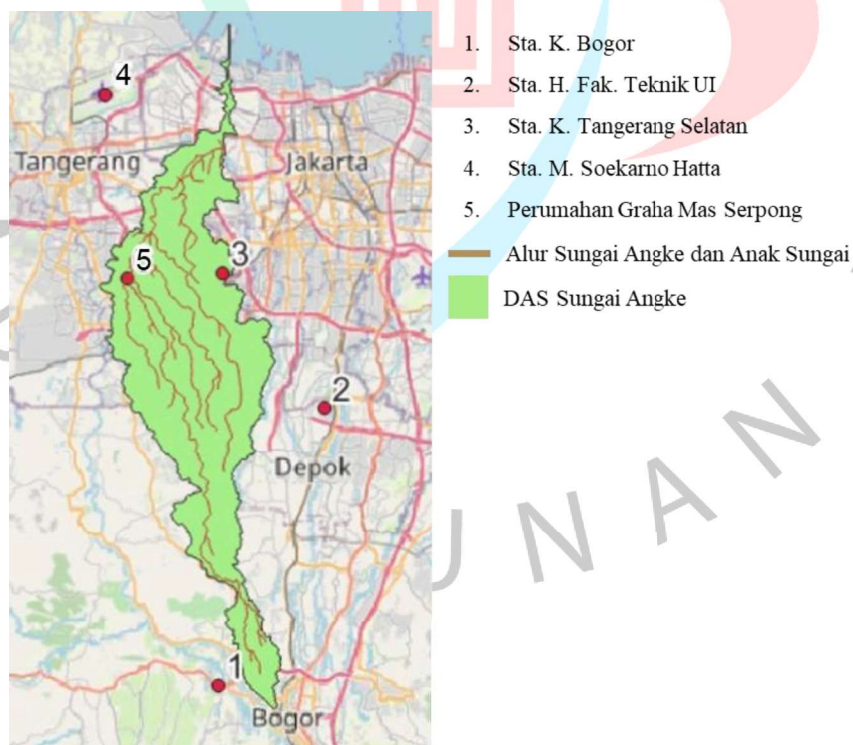 4
Tangerang
Jakarta
5
3
2
Depok
1
Bogor
1. Sta. K. Bogor
2. Sta. H. Fak. Teknik UI
3. Sta. K. Tangerang Selatan
4. Sta. M. Soekarno Hatta
5. Perumahan Graha Mas Serpong
Alur Sungai Angke dan Anak Sungai
DAS Sungai Angke
UNAN